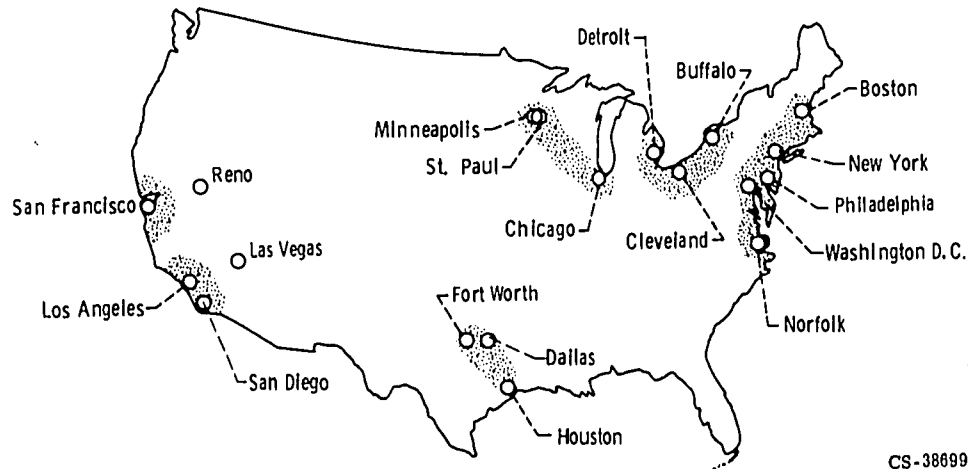 Detroit
Buffalo
Boston
Minneapolis
St. Paul
New York
Reno
San Francisco
Philadelphia
Chicago
Cleveland
Washington D.C.
Las Vegas
Los Angeles
Fort Worth
Norfolk
Dallas
San Diego
Houston
CS-38699